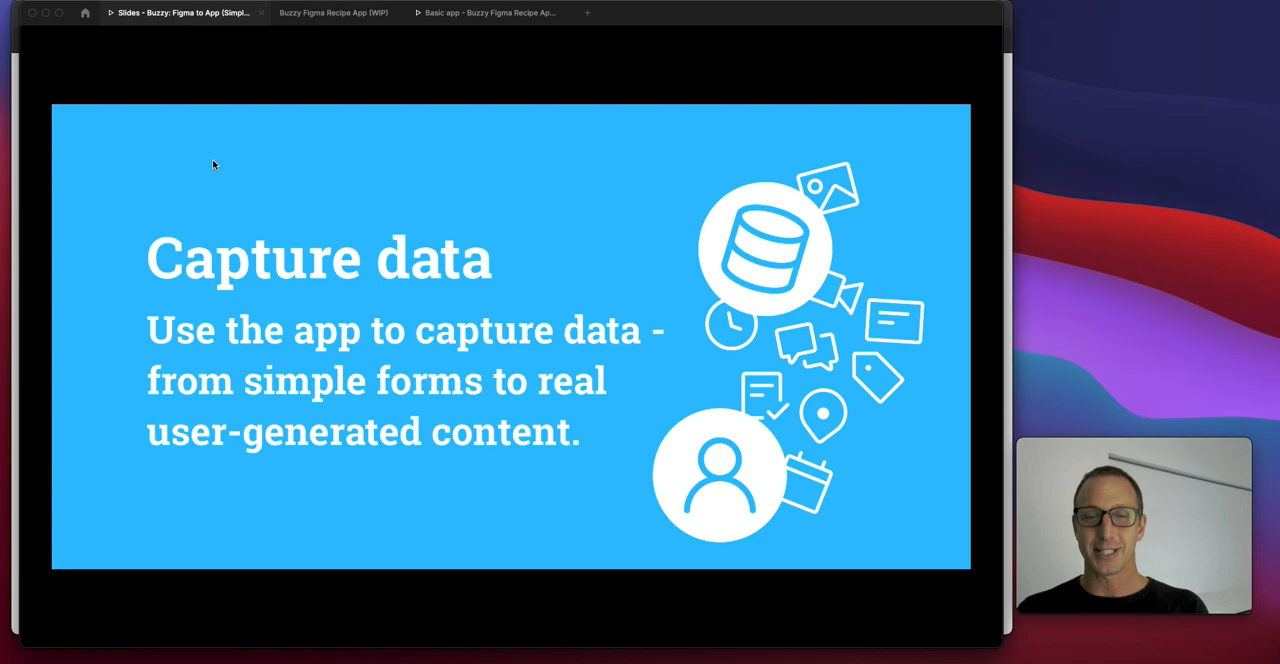 Slides - Buzzy: Figma to App (Simpl...
Buzzy Figma Recipe App (WIP)
Basic app - Buzzy Figma Recipe Ap...
Capture data
Use the app to capture data -
from simple forms to real
user-generated content.